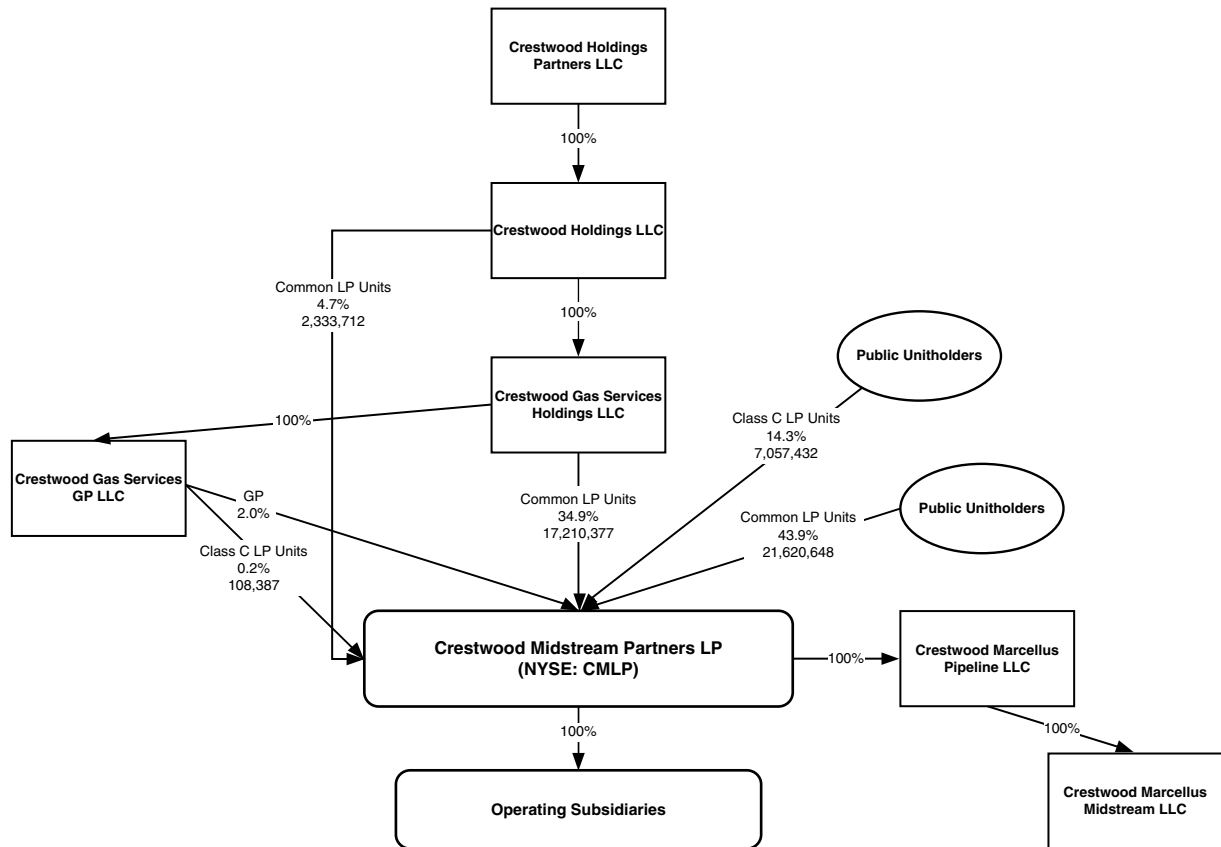 Crestwood Holdings
Partners LLC
100%
Crestwood Holdings LLC
Common LP Units
4.7%
2,333,712
100%
Public Unitholders
Crestwood Gas Services
Holdings LLC
100%
Class C LP Units
14.3%
7,057,432
Crestwood Gas Services
GP LLC
GP
2.0%
Common LP Units
34.9%
17,210,377
Public Unitholders
Common LP Units
43.9%
21,620,648
Class C LP Units
0.2%
108,387
Crestwood Midstream Partners LP
(NYSE: CMLP)
100%
Crestwood Marcellus
Pipeline LLC
100%
100%
Operating Subsidiaries
Crestwood Marcellus
Midstream LLC